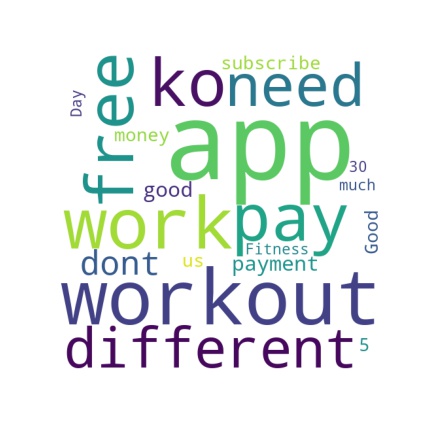 subscribe
Day
free
ko
need
app
money
30
good
much
work
pay
Good
Fitness
dont
us
payment
workout
different
5